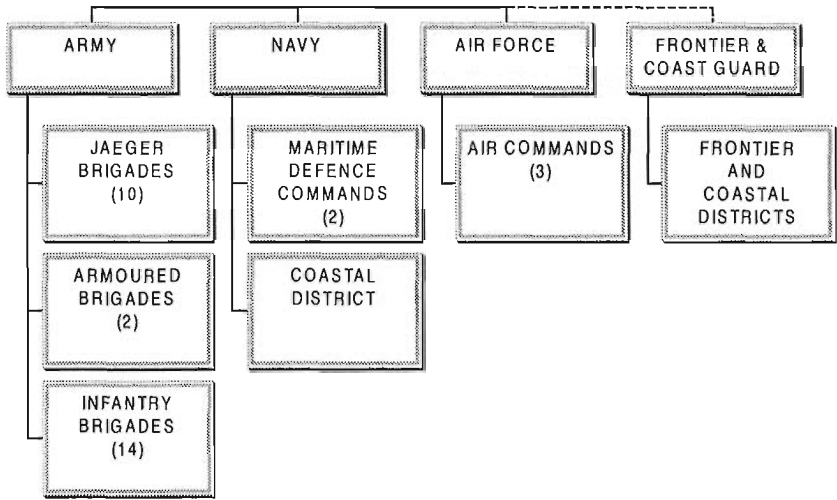 ARMY
NAVY
AIR FORCE
FRONTIER &
COAST GUARD
JAEGER
BRIGADES
(10)
MARITIME
DEFENCE
COMMANDS
(2)
AIR COMMANDS
(3)
FRONTIER
AND
COASTAL
DISTRICTS
ARMOURED
BRIGADES
(2)
COASTAL
DISTRICT
INFANTRY
BRIGADES
(14)